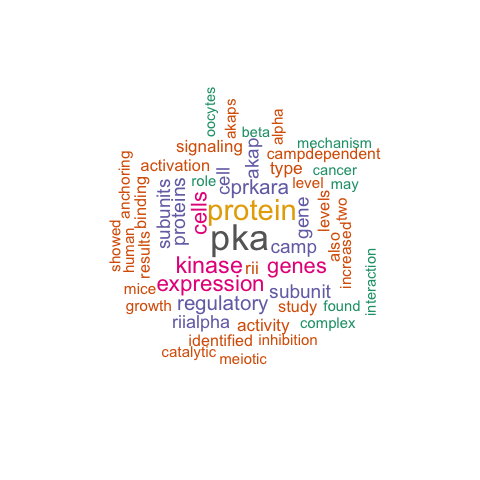 oocytes
akaps
alpha
beta
signaling
akap
mechanism
campdependent
activation
cell
type
cancer
anchoring
role
prkara
level
may
binding
subunits
proteins
cells
protein
gene
levels
two
showed
human
results
pka
camp
also
increased
kinase
rii
genes
interaction
mice
expression
subunit
growth
regulatory
study
found
riialpha
activity
complex
identified
inhibition
catalytic
meiotic